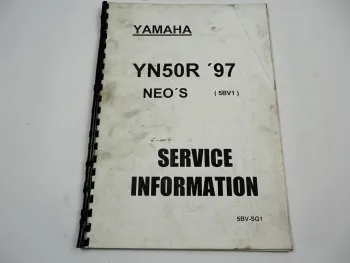 YAMAHA
YN50R ´97
NEO´S (5BV1)
SERVICE
INFORMATION
5BV-SG1